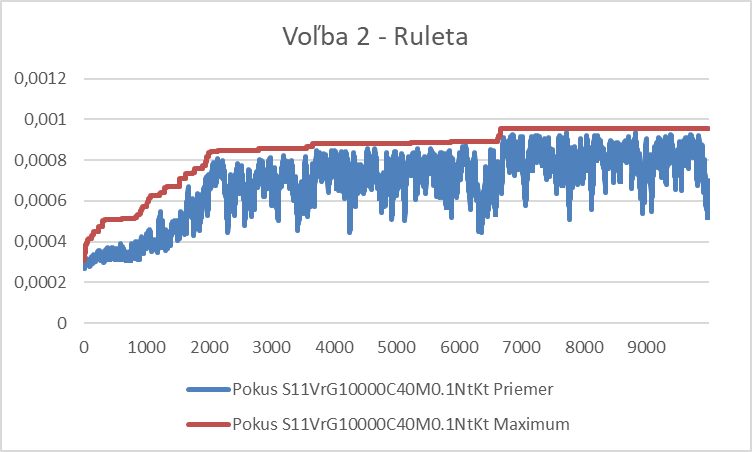 Voľba 2 - Ruleta
0,0012
0,001
0,0008
0,0006
0,0004
0,0002
0
0 1000 2000 3000 4000 5000 6000 7000 8000 9000
Pokus S11VrG10000C40M0.1NtKt Priemer
Pokus S11VrG10000C40M0.1NtKt Maximum